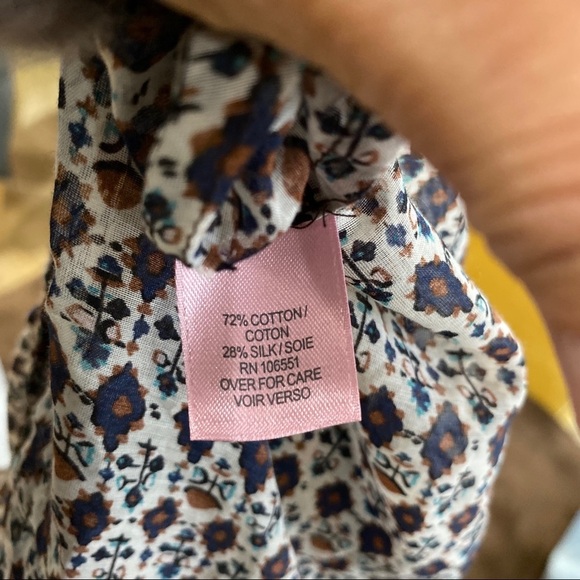 72% COTTON/
COTON
28% SILK/SOIE
RN 106551
OVER FOR CARE
VOIR VERSO